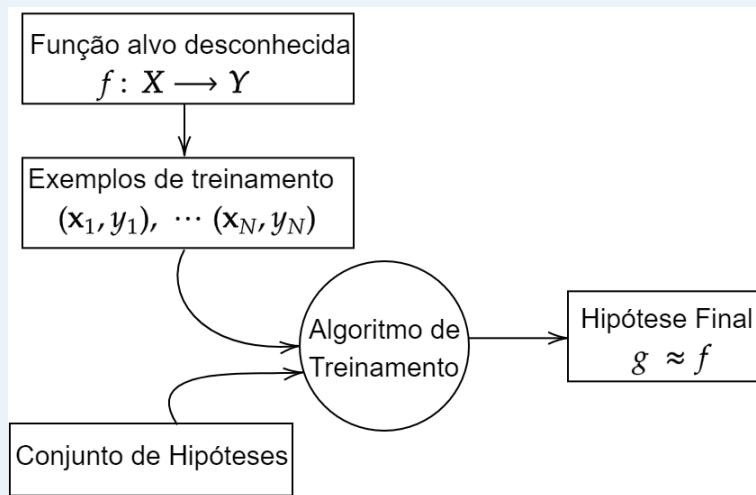 Função alvo desconhecida
f: X ⟶ Y
Exemplos de treinamento
(x₁, y₁), ⋯ (x_N, y_N)
Algoritmo de
Treinamento
Hipótese Final
g ≈ f
Conjunto de Hipóteses